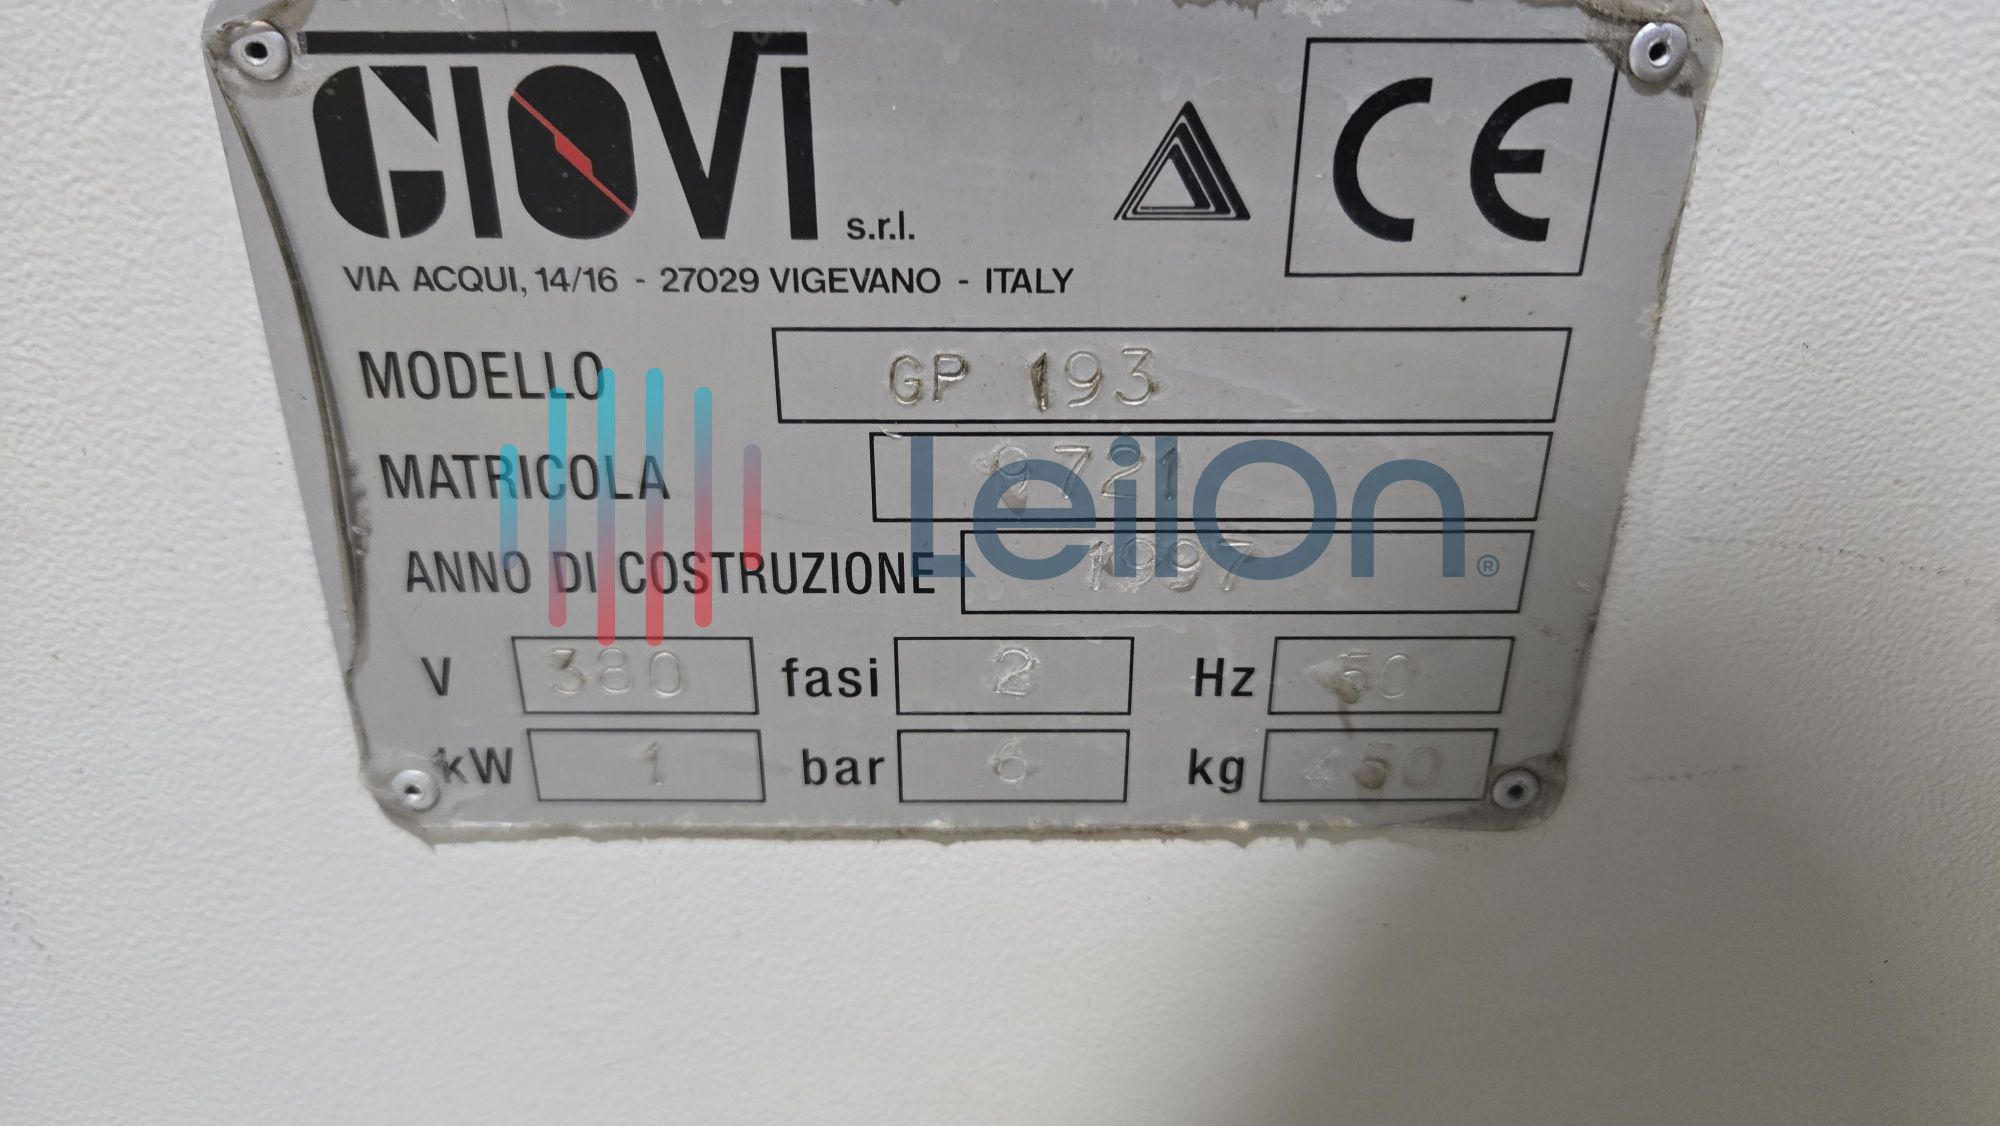 GIOVI s.r.l.
CE
VIA ACQUI, 14/16 - 27029 VIGEVANO - ITALY
MODELLO GP 193
MATRICOLA 9721
LeilOn®
ANNO DI COSTRUZIONE 1997
V 380 fasi 2 Hz 50
kW 1 bar 6 kg 450